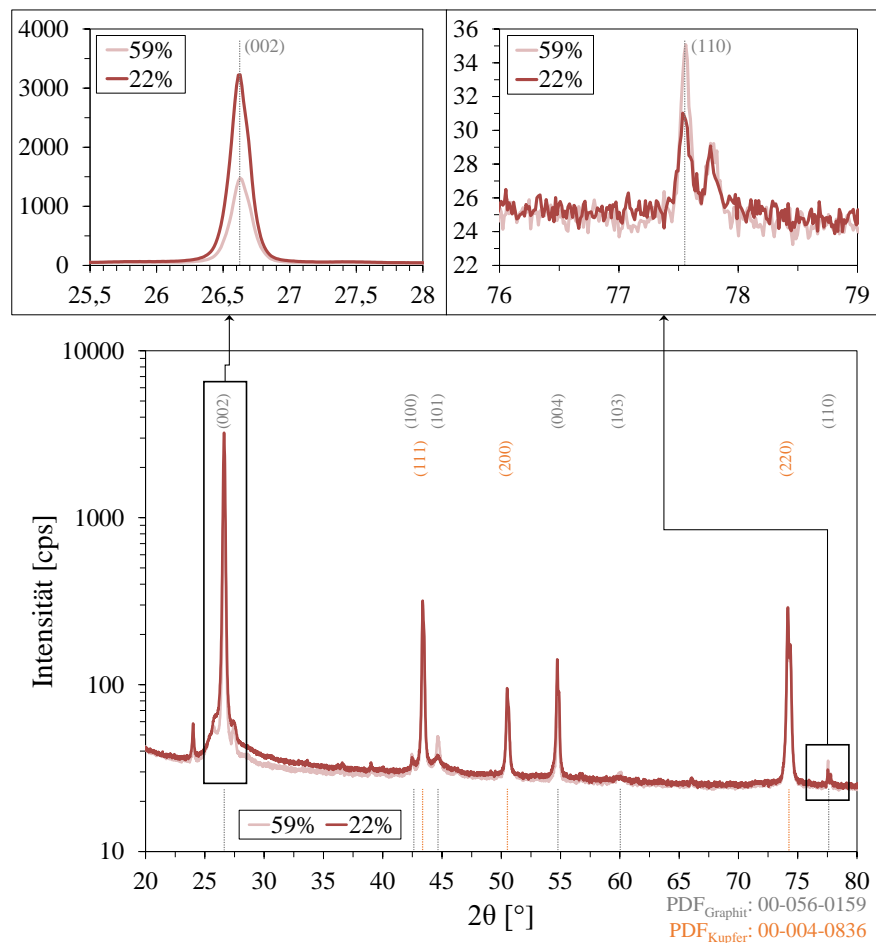 59%
22%
(002)
4000
3000
2000
1000
0
25,5 26 26,5 27 27,5 28
59%
22%
(110)
36
34
32
30
28
26
24
22
76 77 78 79
10000
1000
100
10
Intensität [cps]
(002) (100) (101) (004) (103) (110)
(111) (200) (220)
59% 22%
20 25 30 35 40 45 50 55 60 65 70 75 80
2θ [°]
PDFGraphit: 00-056-0159
PDFKupfer: 00-004-0836